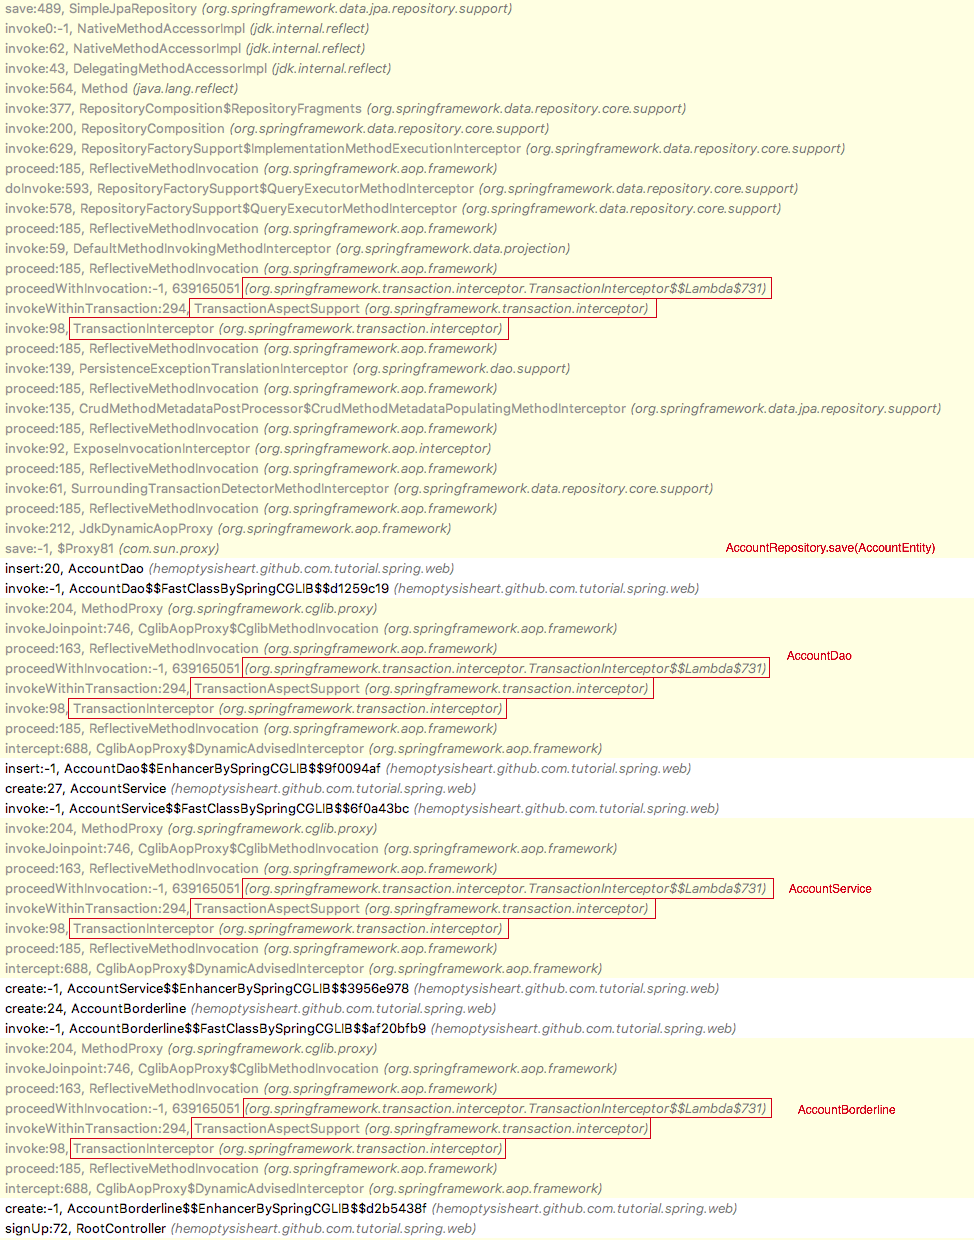 save:489, SimpleJpaRepository (org.springframework.data.jpa.repository.support)
invoke0:-1, NativeMethodAccessorImpl (jdk.internal.reflect)
invoke:62, NativeMethodAccessorImpl (jdk.internal.reflect)
invoke:43, DelegatingMethodAccessorImpl (jdk.internal.reflect)
invoke:564, Method (java.lang.reflect)
invoke:377, RepositoryComposition$RepositoryFragments (org.springframework.data.repository.core.support)
invoke:200, RepositoryComposition (org.springframework.data.repository.core.support)
invoke:629, RepositoryFactorySupport$ImplementationMethodExecutionInterceptor (org.springframework.data.repository.core.support)
proceed:185, ReflectiveMethodInvocation (org.springframework.aop.framework)
doInvoke:593, RepositoryFactorySupport$QueryExecutorMethodInterceptor (org.springframework.data.repository.core.support)
invoke:578, RepositoryFactorySupport$QueryExecutorMethodInterceptor (org.springframework.data.repository.core.support)
proceed:185, ReflectiveMethodInvocation (org.springframework.aop.framework)
invoke:59, DefaultMethodInvokingMethodInterceptor (org.springframework.data.projection)
proceed:185, ReflectiveMethodInvocation (org.springframework.aop.framework)
proceedWithInvocation:-1, 639165051 (org.springframework.transaction.interceptor.TransactionInterceptor$$Lambda$731)
invokeWithinTransaction:294, TransactionAspectSupport (org.springframework.transaction.interceptor)
invoke:98, TransactionInterceptor (org.springframework.transaction.interceptor)
proceed:185, ReflectiveMethodInvocation (org.springframework.aop.framework)
invoke:139, PersistenceExceptionTranslationInterceptor (org.springframework.dao.support)
proceed:185, ReflectiveMethodInvocation (org.springframework.aop.framework)
invoke:135, CrudMethodMetadataPostProcessor$CrudMethodMetadataPopulatingMethodInterceptor (org.springframework.data.jpa.repository.support)
proceed:185, ReflectiveMethodInvocation (org.springframework.aop.framework)
invoke:92, ExposeInvocationInterceptor (org.springframework.aop.interceptor)
proceed:185, ReflectiveMethodInvocation (org.springframework.aop.framework)
invoke:61, SurroundingTransactionDetectorMethodInterceptor (org.springframework.data.repository.core.support)
proceed:185, ReflectiveMethodInvocation (org.springframework.aop.framework)
invoke:212, JdkDynamicAopProxy (org.springframework.aop.framework)
save:-1, $Proxy81 (com.sun.proxy) AccountRepository.save(AccountEntity)
insert:20, AccountDao (hemoptysisheart.github.com.tutorial.spring.web)
invoke:-1, AccountDao$$FastClassBySpringCGLIB$$d1259c19 (hemoptysisheart.github.com.tutorial.spring.web)
invoke:204, MethodProxy (org.springframework.cglib.proxy)
invokeJoinpoint:746, CglibAopProxy$CglibMethodInvocation (org.springframework.aop.framework)
proceed:163, ReflectiveMethodInvocation (org.springframework.aop.framework)
AccountDao
proceedWithInvocation:-1, 639165051 (org.springframework.transaction.interceptor.TransactionInterceptor$$Lambda$731)
invokeWithinTransaction:294, TransactionAspectSupport (org.springframework.transaction.interceptor)
invoke:98, TransactionInterceptor (org.springframework.transaction.interceptor)
proceed:185, ReflectiveMethodInvocation (org.springframework.aop.framework)
intercept:688, CglibAopProxy$DynamicAdvisedInterceptor (org.springframework.aop.framework)
insert:-1, AccountDao$$EnhancerBySpringCGLIB$$9f0094af (hemoptysisheart.github.com.tutorial.spring.web)
create:27, AccountService (hemoptysisheart.github.com.tutorial.spring.web)
invoke:-1, AccountService$$FastClassBySpringCGLIB$$6f0a43bc (hemoptysisheart.github.com.tutorial.spring.web)
invoke:204, MethodProxy (org.springframework.cglib.proxy)
invokeJoinpoint:746, CglibAopProxy$CglibMethodInvocation (org.springframework.aop.framework)
proceed:163, ReflectiveMethodInvocation (org.springframework.aop.framework)
proceedWithInvocation:-1, 639165051 (org.springframework.transaction.interceptor.TransactionInterceptor$$Lambda$731) AccountService
invokeWithinTransaction:294, TransactionAspectSupport (org.springframework.transaction.interceptor)
invoke:98, TransactionInterceptor (org.springframework.transaction.interceptor)
proceed:185, ReflectiveMethodInvocation (org.springframework.aop.framework)
intercept:688, CglibAopProxy$DynamicAdvisedInterceptor (org.springframework.aop.framework)
create:-1, AccountService$$EnhancerBySpringCGLIB$$3956e978 (hemoptysisheart.github.com.tutorial.spring.web)
create:24, AccountBorderline (hemoptysisheart.github.com.tutorial.spring.web)
invoke:-1, AccountBorderline$$FastClassBySpringCGLIB$$af20bfb9 (hemoptysisheart.github.com.tutorial.spring.web)
invoke:204, MethodProxy (org.springframework.cglib.proxy)
invokeJoinpoint:746, CglibAopProxy$CglibMethodInvocation (org.springframework.aop.framework)
proceed:163, ReflectiveMethodInvocation (org.springframework.aop.framework)
proceedWithInvocation:-1, 639165051 (org.springframework.transaction.interceptor.TransactionInterceptor$$Lambda$731) AccountBorderline
invokeWithinTransaction:294, TransactionAspectSupport (org.springframework.transaction.interceptor)
invoke:98, TransactionInterceptor (org.springframework.transaction.interceptor)
proceed:185, ReflectiveMethodInvocation (org.springframework.aop.framework)
intercept:688, CglibAopProxy$DynamicAdvisedInterceptor (org.springframework.aop.framework)
create:-1, AccountBorderline$$EnhancerBySpringCGLIB$$d2b5438f (hemoptysisheart.github.com.tutorial.spring.web)
signUp:72, RootController (hemoptysisheart.github.com.tutorial.spring.web)